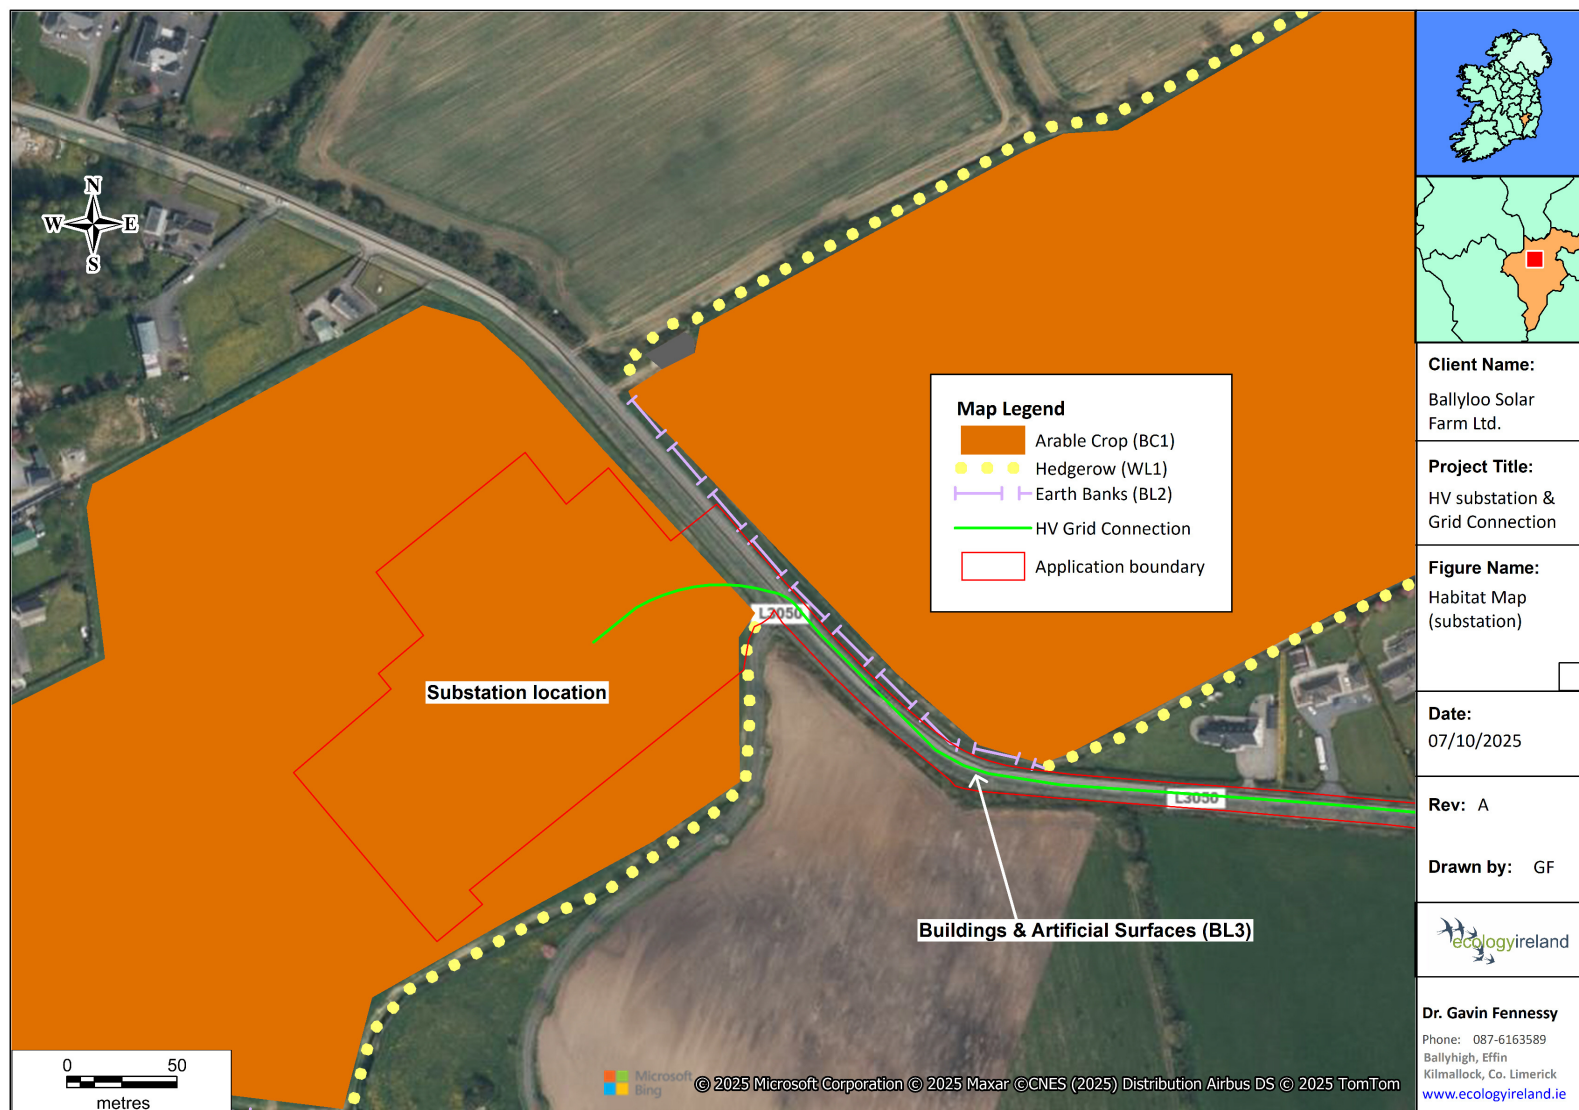 N
W E
S
L3050
Substation location
L3050
Buildings & Artificial Surfaces (BL3)
Map Legend
Arable Crop (BC1)
Hedgerow (WL1)
Earth Banks (BL2)
HV Grid Connection
Application boundary
0 50
metres
Microsoft
Bing
© 2025 Microsoft Corporation © 2025 Maxar ©CNES (2025) Distribution Airbus DS © 2025 TomTom
Client Name:
Ballyloo Solar
Farm Ltd.
Project Title:
HV substation &
Grid Connection
Figure Name:
Habitat Map
(substation)
Date:
07/10/2025
Rev: A
Drawn by: GF
ecologyireland
Dr. Gavin Fennessy
Phone: 087-6163589
Ballyhigh, Effin
Kilmallock, Co. Limerick
www.ecologyireland.ie